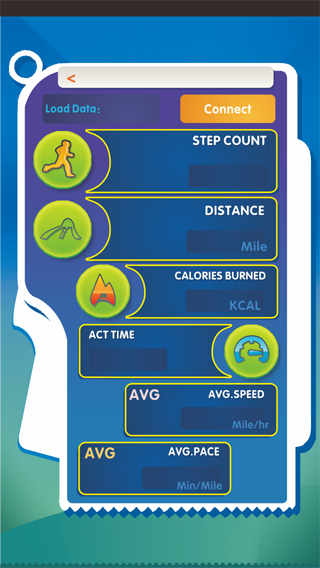 <
Load Data:
Connect
STEP COUNT
DISTANCE
Mile
CALORIES BURNED
KCAL
ACT TIME
AVG
AVG.SPEED
Mile/hr
AVG
AVG.PACE
Min/Mile